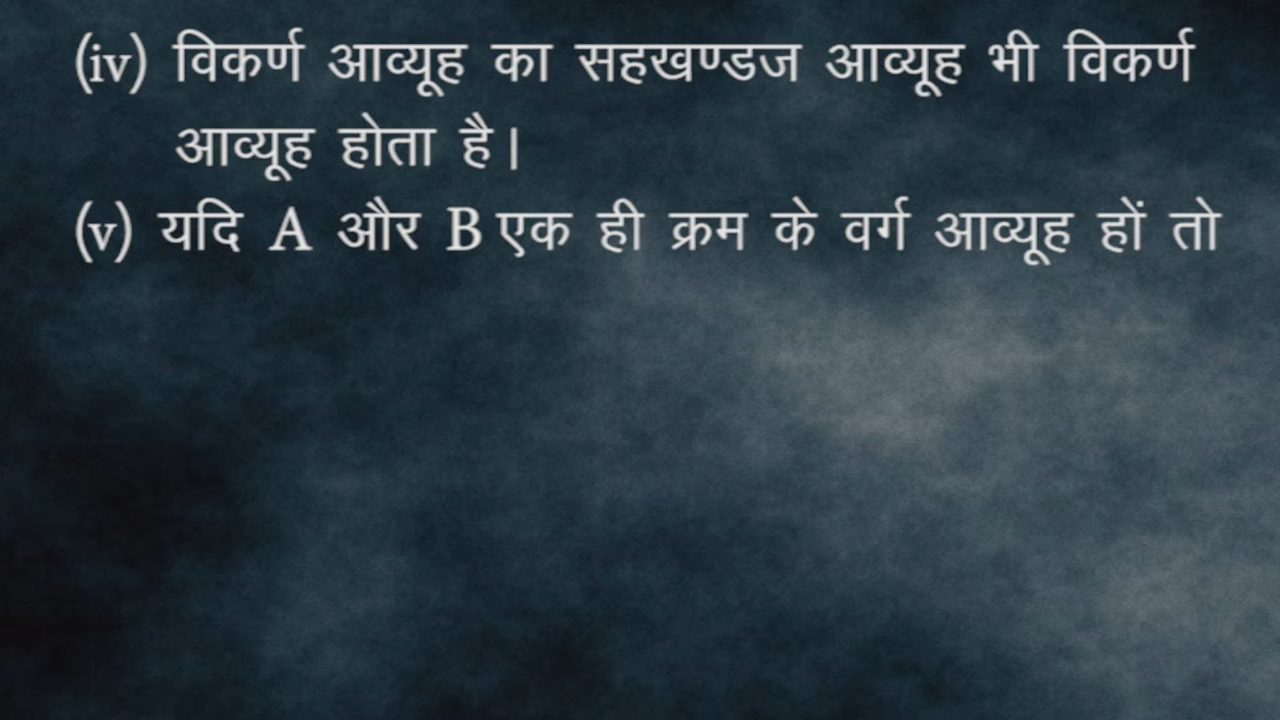 (iv) विकर्ण आव्यूह का सहखण्डज आव्यूह भी विकर्ण
आव्यूह होता है।
(v) यदि A और B एक ही क्रम के वर्ग आव्यूह हों तो